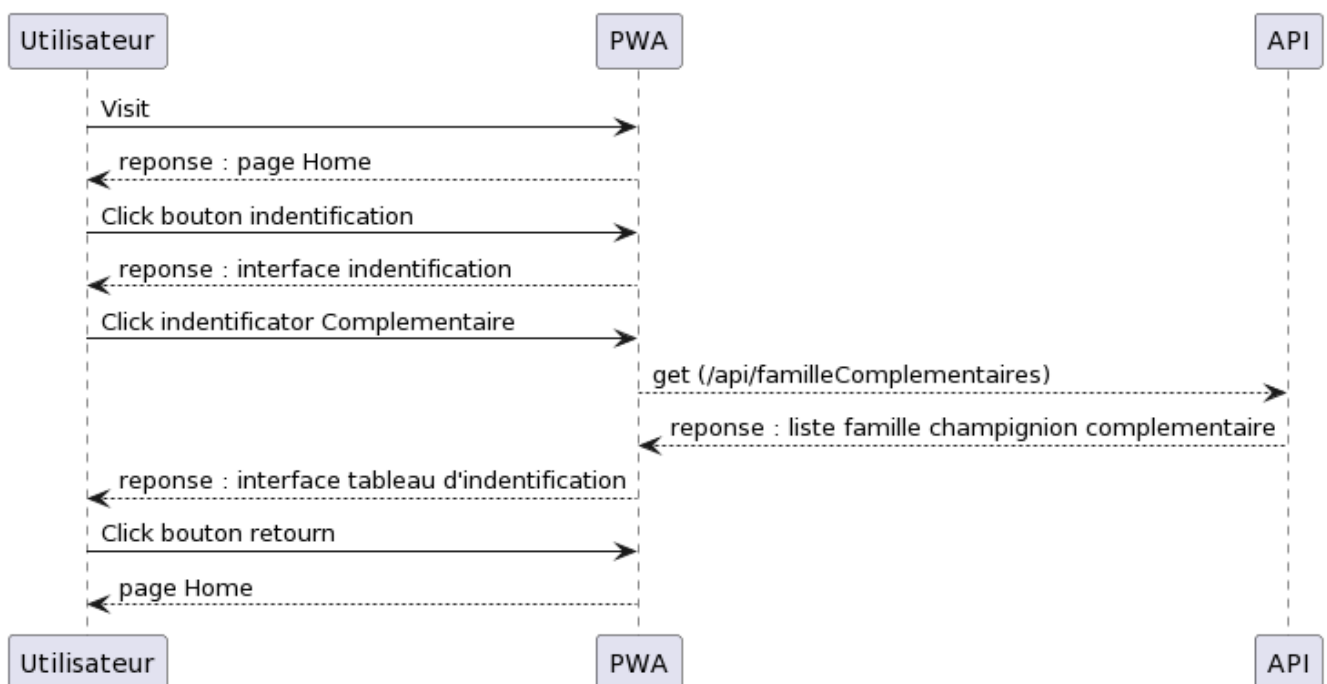 Utilisateur PWA API
Visit
reponse : page Home
Click bouton indentification
reponse : interface indentification
Click indentificator Complementaire
get (/api/familleComplementaires)
reponse : liste famille champignion complementaire
reponse : interface tableau d'indentification
Click bouton retourn
page Home
Utilisateur PWA API